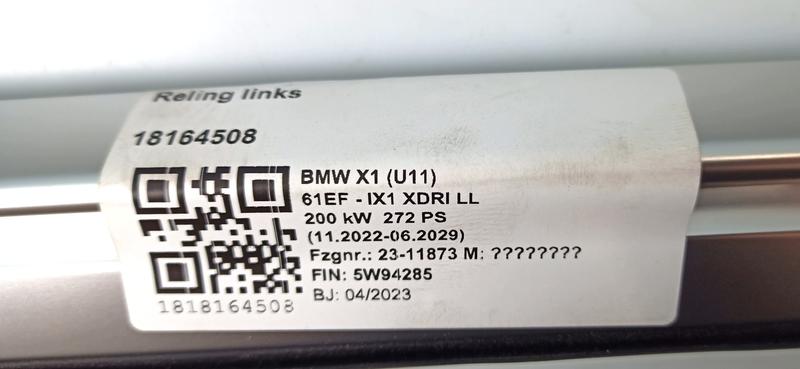 Reling links
18164508
BMW X1 (U11)
61EF - IX1 XDRI LL
200 kW 272 PS
(11.2022-06.2029)
Fzgnr.: 23-11873 M: ????????
FIN: 5W94285
BJ: 04/2023
1818164508